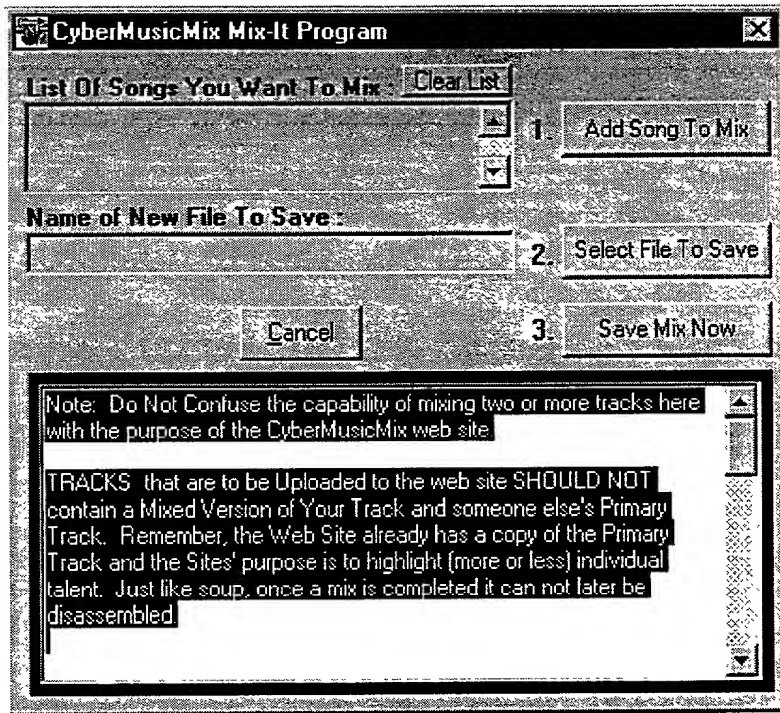 CyberMusicMix Mix-It Program
List Of Songs You Want To Mix :
Clear List
1. Add Song To Mix
Name of New File To Save :
2. Select File To Save
Cancel
3. Save Mix Now
Note: Do Not Confuse the capability of mixing two or more tracks here
with the purpose of the CyberMusicMix web site
TRACKS that are to be Uploaded to the web site SHOULD NOT
contain a Mixed Version of Your Track and someone else's Primary
Track. Remember, the Web Site already has a copy of the Primary
Track and the Sites' purpose is to highlight (more or less) individual
talent. Just like soup, once a mix is completed it can not later be
disassembled.